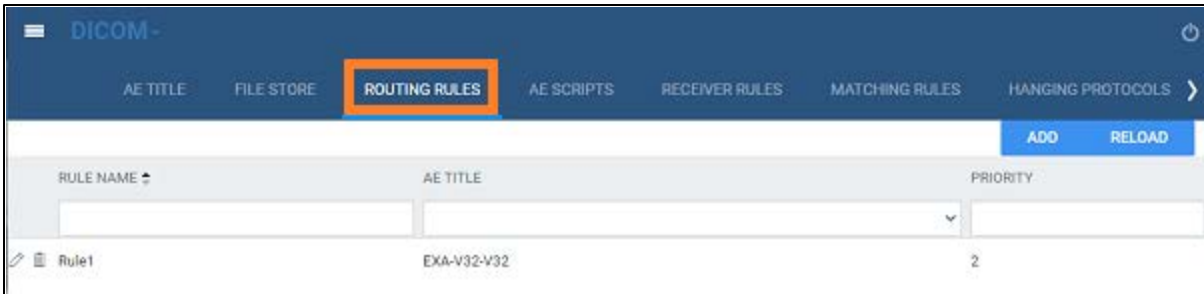 DICOM-
AE TITLE FILE STORE ROUTING RULES AE SCRIPTS RECEIVER RULES MATCHING RULES HANGING PROTOCOLS
ADD RELOAD
RULE NAME AE TITLE PRIORITY
Rule1 EXA-V32-V32 2